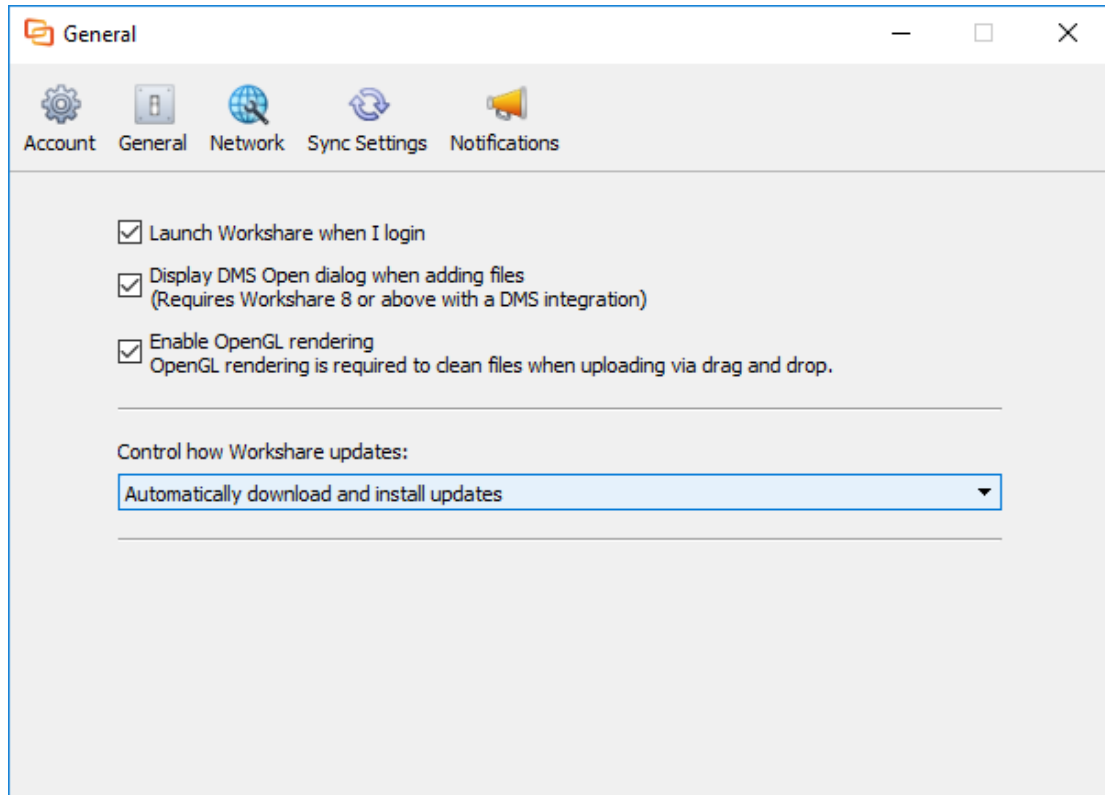 General
Account General Network Sync Settings Notifications
Launch Workshare when I login
Display DMS Open dialog when adding files
(Requires Workshare 8 or above with a DMS integration)
Enable OpenGL rendering
OpenGL rendering is required to clean files when uploading via drag and drop.
Control how Workshare updates:
Automatically download and install updates